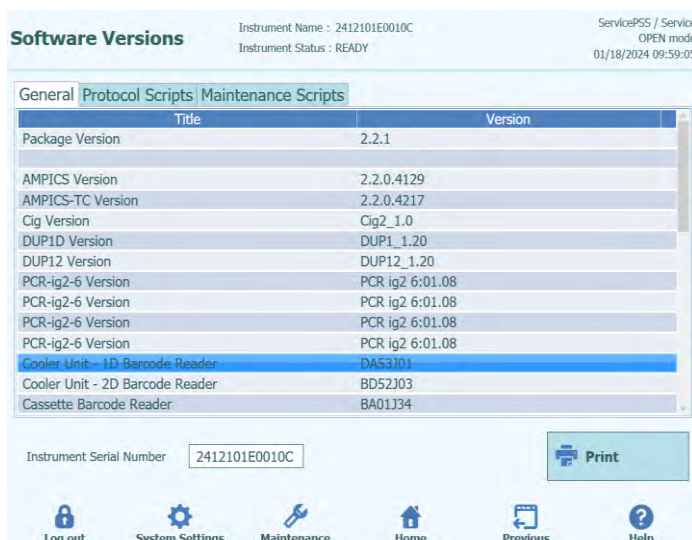 Software Versions
Instrument Name : 2412101E0010C
Instrument Status : READY
ServicePSS / Service
OPEN mode
01/18/2024 09:59:05
General Protocol Scripts Maintenance Scripts
Title Version
Package Version 2.2.1
AMPICS Version 2.2.0.4129
AMPICS-TC Version 2.2.0.4217
Cig Version Cig2_1.0
DUP1D Version DUP1_1.20
DUP12 Version DUP12_1.20
PCR-ig2-6 Version PCR ig2 6:01.08
PCR-ig2-6 Version PCR ig2 6:01.08
PCR-ig2-6 Version PCR ig2 6:01.08
PCR-ig2-6 Version PCR ig2 6:01.08
Cooler Unit - 1D Barcode Reader DA53J01
Cooler Unit - 2D Barcode Reader BD52J03
Cassette Barcode Reader BA01J34
Instrument Serial Number 2412101E0010C
Print
Log out System Settings Maintenance Home Previous Help